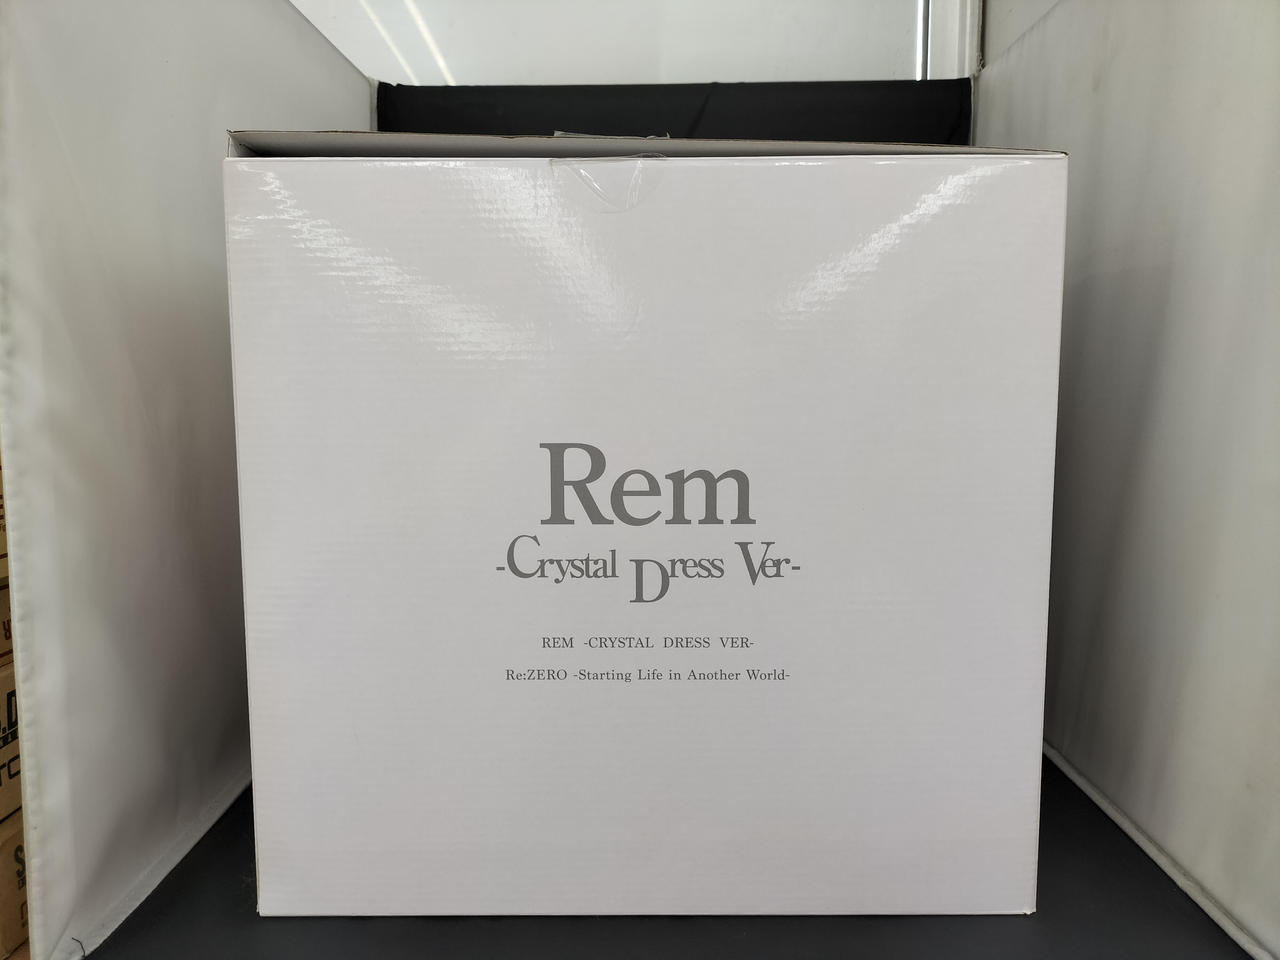 Rem
-Crystal Dress Ver-
REM -CRYSTAL DRESS VER-
Re:ZERO -Starting Life in Another World-